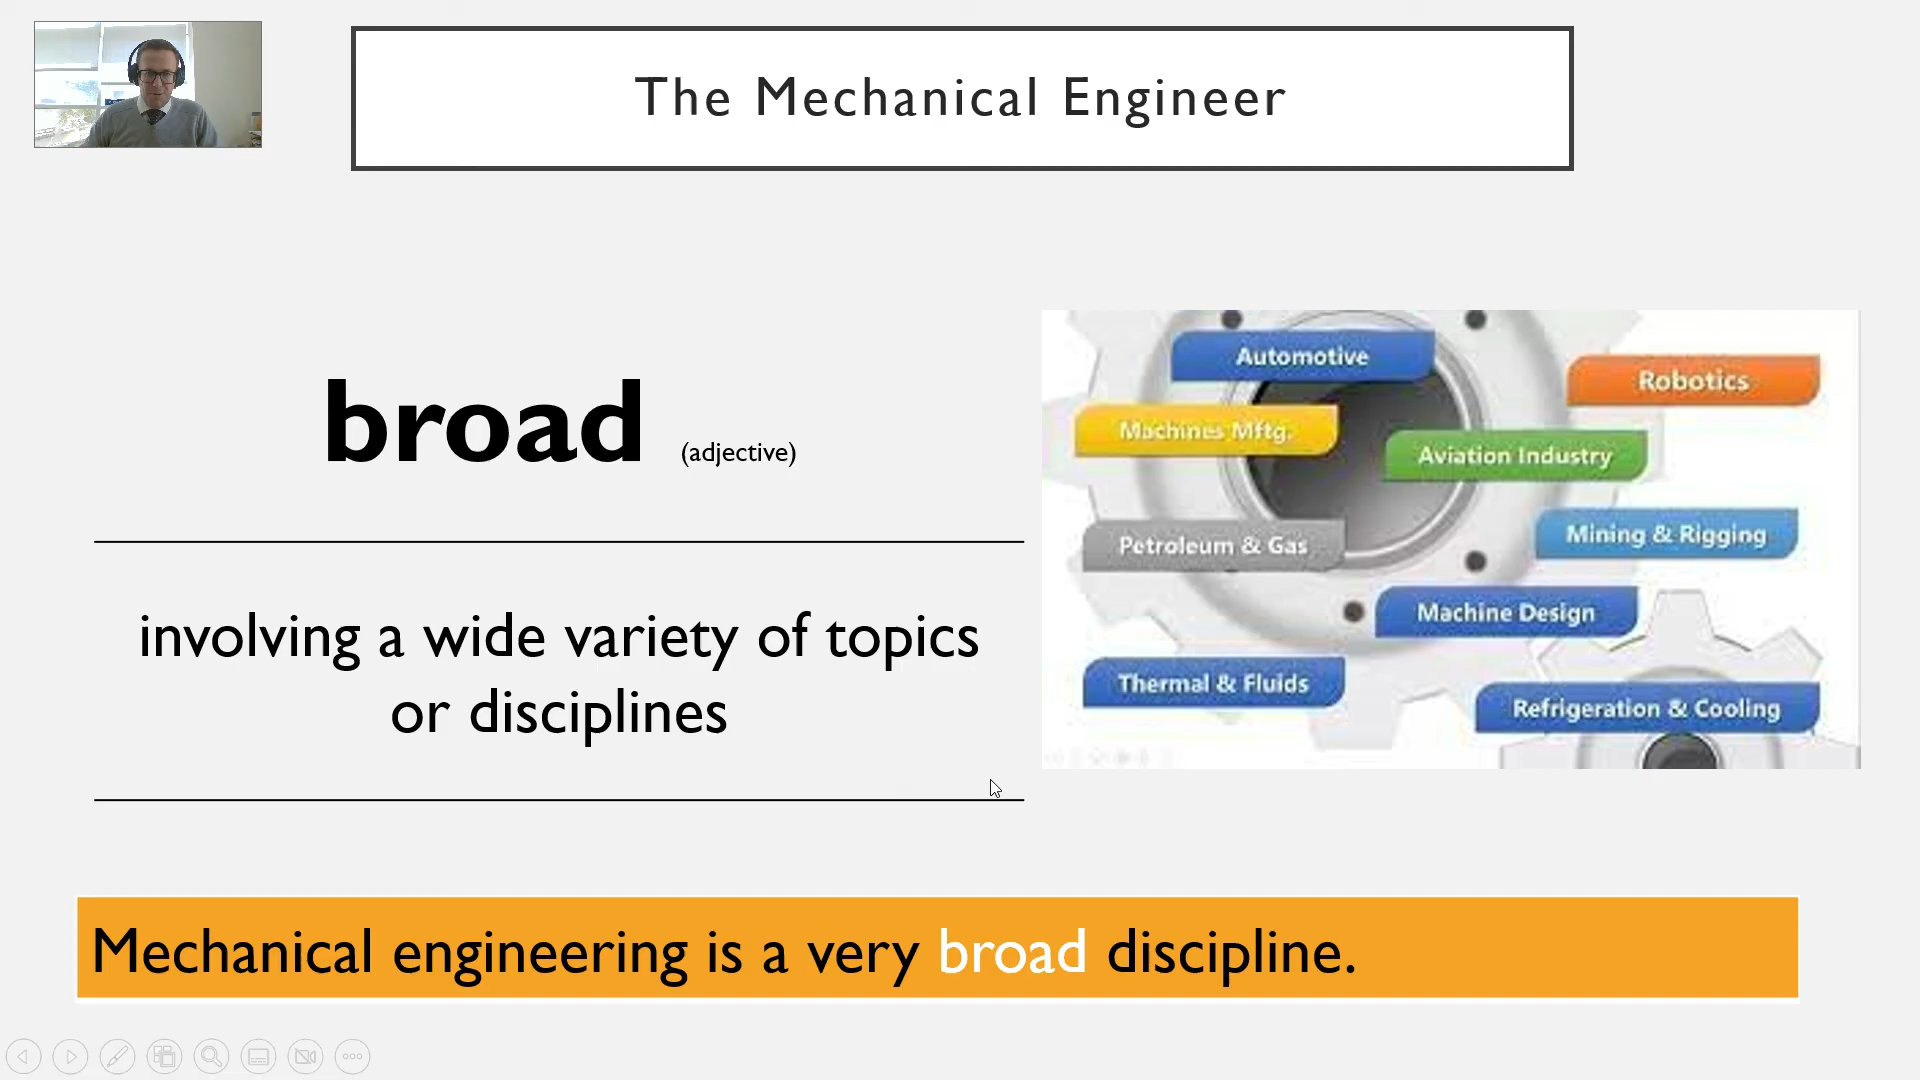 The Mechanical Engineer
broad (adjective)
involving a wide variety of topics
or disciplines
Automotive
Robotics
Machines Mftg.
Aviation Industry
Petroleum & Gas
Mining & Rigging
Machine Design
Thermal & Fluids
Refrigeration & Cooling
Mechanical engineering is a very broad discipline.